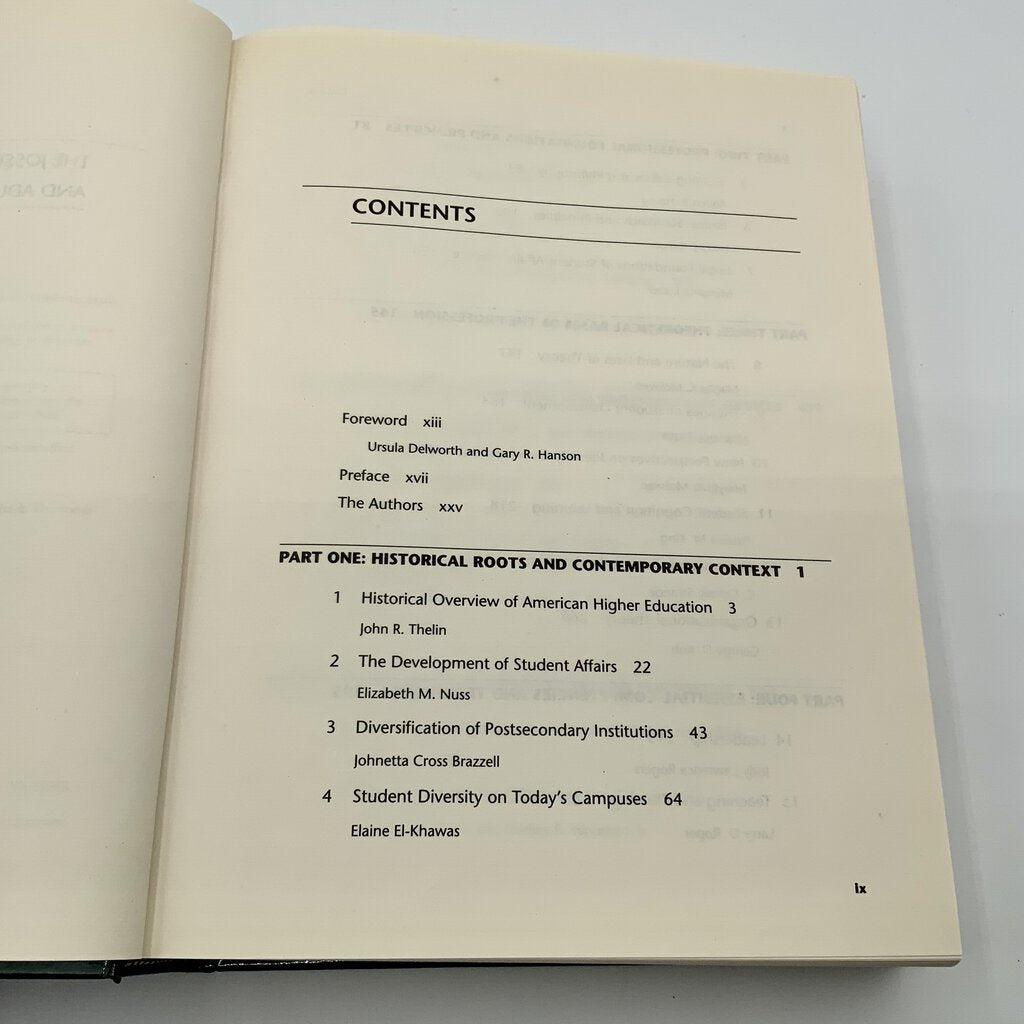 CONTENTS
Foreword xiii
Ursula Delworth and Gary R. Hanson
Preface xvii
The Authors xxv
PART ONE: HISTORICAL ROOTS AND CONTEMPORARY CONTEXT 1
1 Historical Overview of American Higher Education 3
John R. Thelin
2 The Development of Student Affairs 22
Elizabeth M. Nuss
3 Diversification of Postsecondary Institutions 43
Johnetta Cross Brazzell
4 Student Diversity on Today's Campuses 64
Elaine El-Khawas
ix